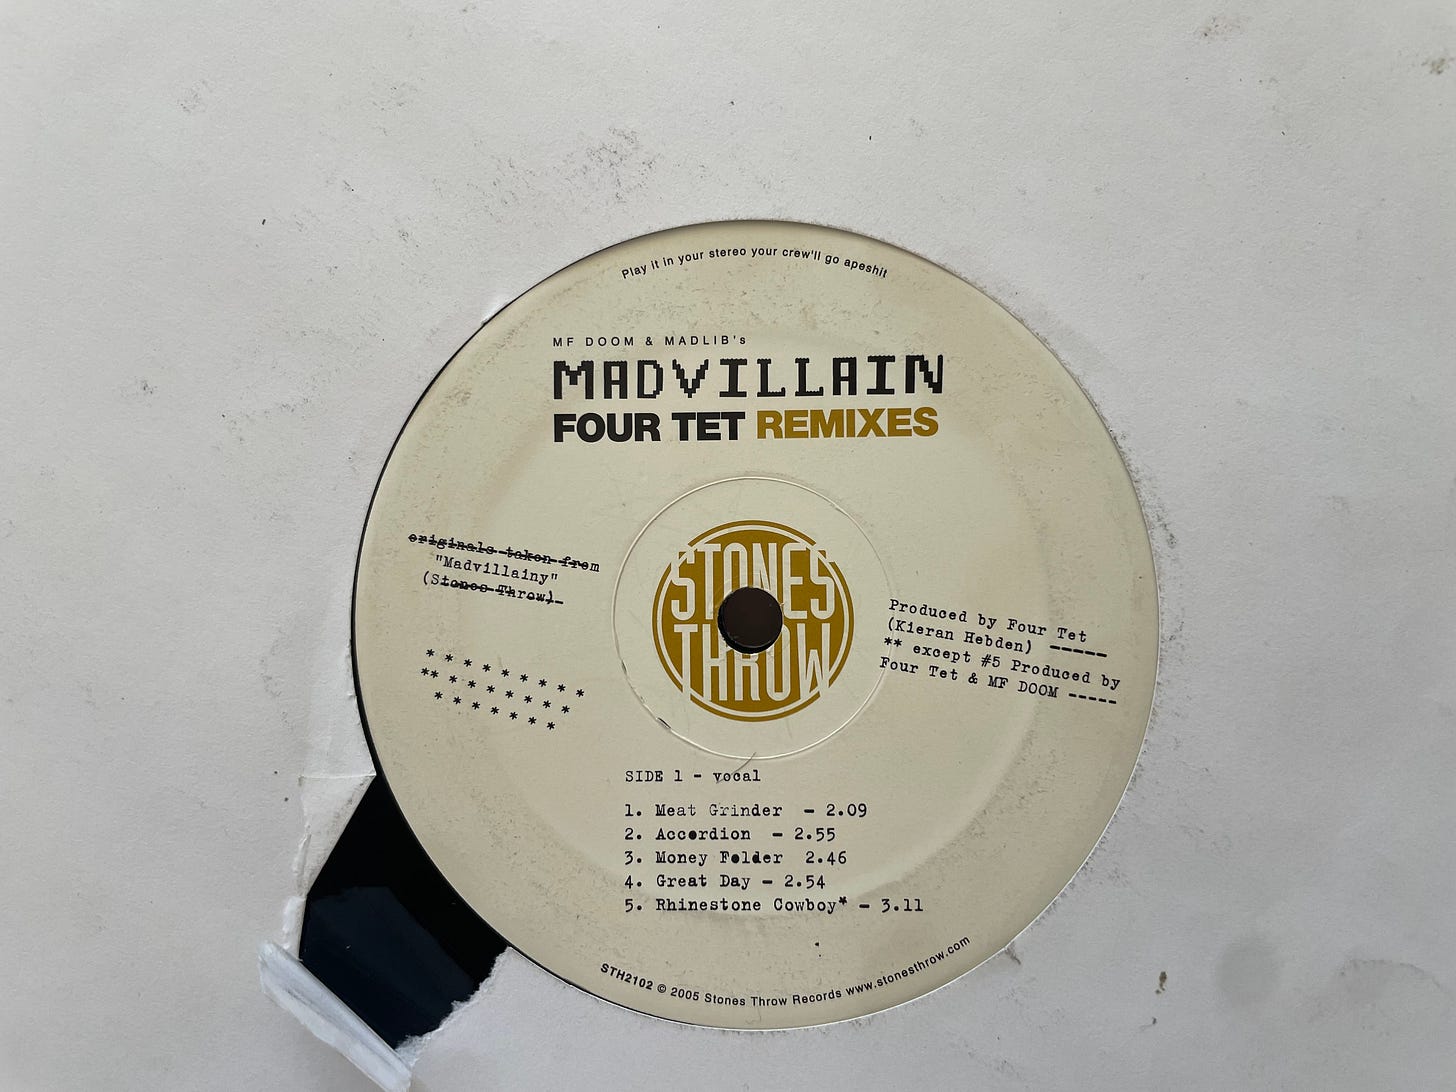 Play it in your stereo your crew'll go apeshit
MF DOOM & MADLIB's
MADVILLAIN
FOUR TET REMIXES
originals taken from
"Madvillainy"
(Stones Throw)_
* * * * * * * *
** * * * * * * *
* * * * * * *
STONES
THROW
Produced by Four Tet
(Kieran Hebden) -----
** except #5 Produced by
Four Tet & MF DOOM -----
SIDE 1 - vocal
1. Meat Grinder - 2.09
2. Accordion - 2.55
3. Money Folder 2.46
4. Great Day - 2.54
5. Rhinestone Cowboy* - 3.11
STH2102 © 2005 Stones Throw Records www.stonesthrow.com